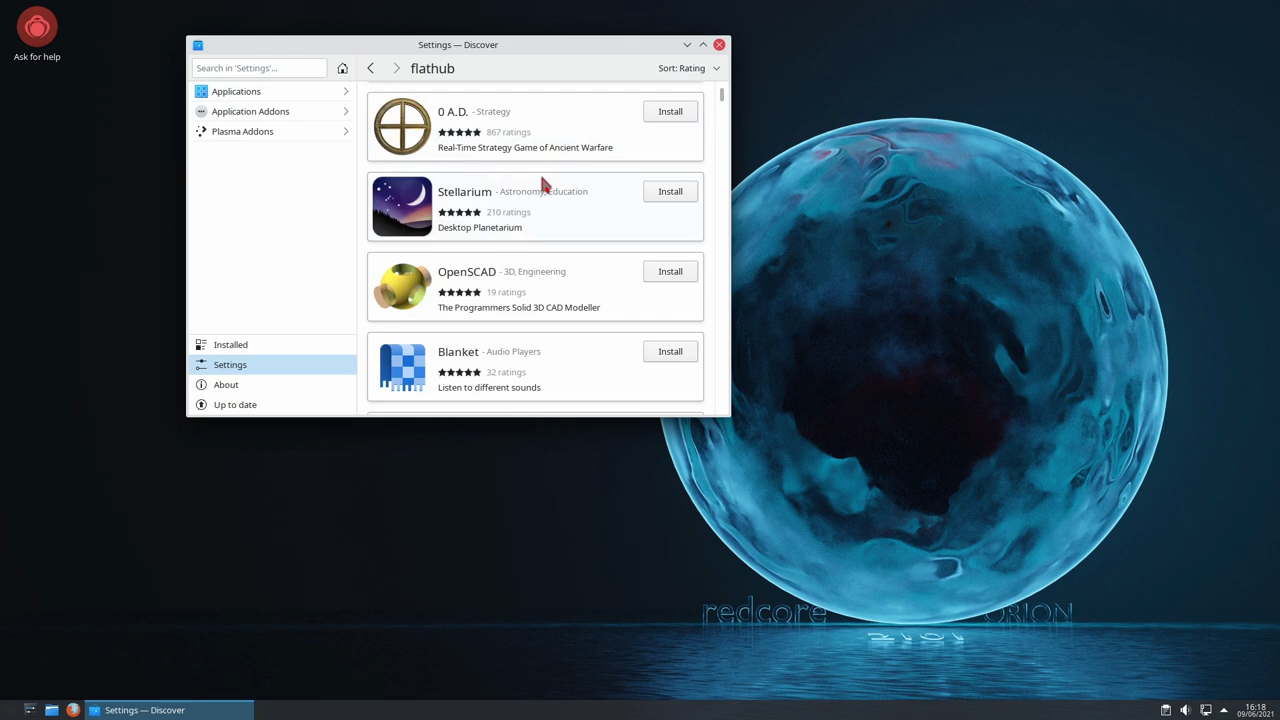 Ask for help
Settings — Discover
Search in 'Settings'...
flathub
Sort: Rating
Applications
Application Addons
Plasma Addons
Installed
Settings
About
Up to date
0 A.D. - Strategy
Install
867 ratings
Real-Time Strategy Game of Ancient Warfare
Stellarium - Astronomy, Education
Install
210 ratings
Desktop Planetarium
OpenSCAD - 3D, Engineering
Install
19 ratings
The Programmers Solid 3D CAD Modeller
Blanket - Audio Players
Install
32 ratings
Listen to different sounds
redcore ORION
2101
Settings — Discover
16:18
09/06/2021